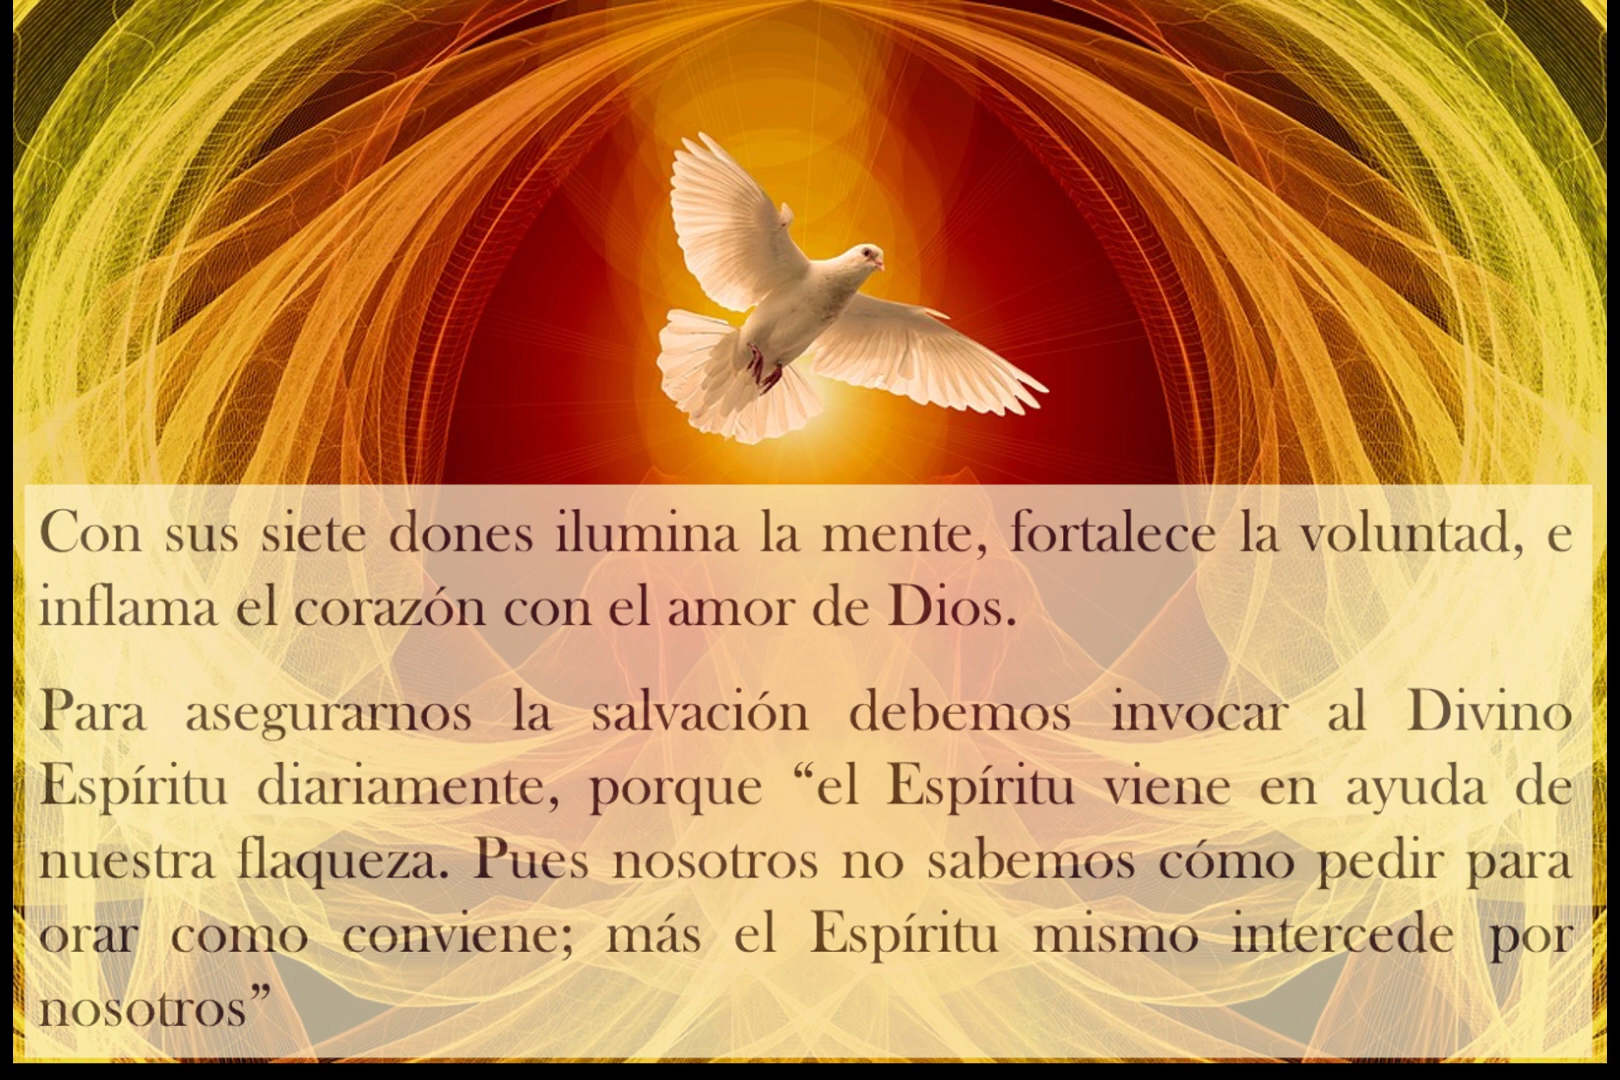 Con sus siete dones ilumina la mente, fortalece la voluntad, e
inflama el corazón con el amor de Dios.
Para asegurarnos la salvación debemos invocar al Divino
Espíritu diariamente, porque “el Espíritu viene en ayuda de
nuestra flaqueza. Pues nosotros no sabemos cómo pedir para
orar como conviene; más el Espíritu mismo intercede por
nosotros”